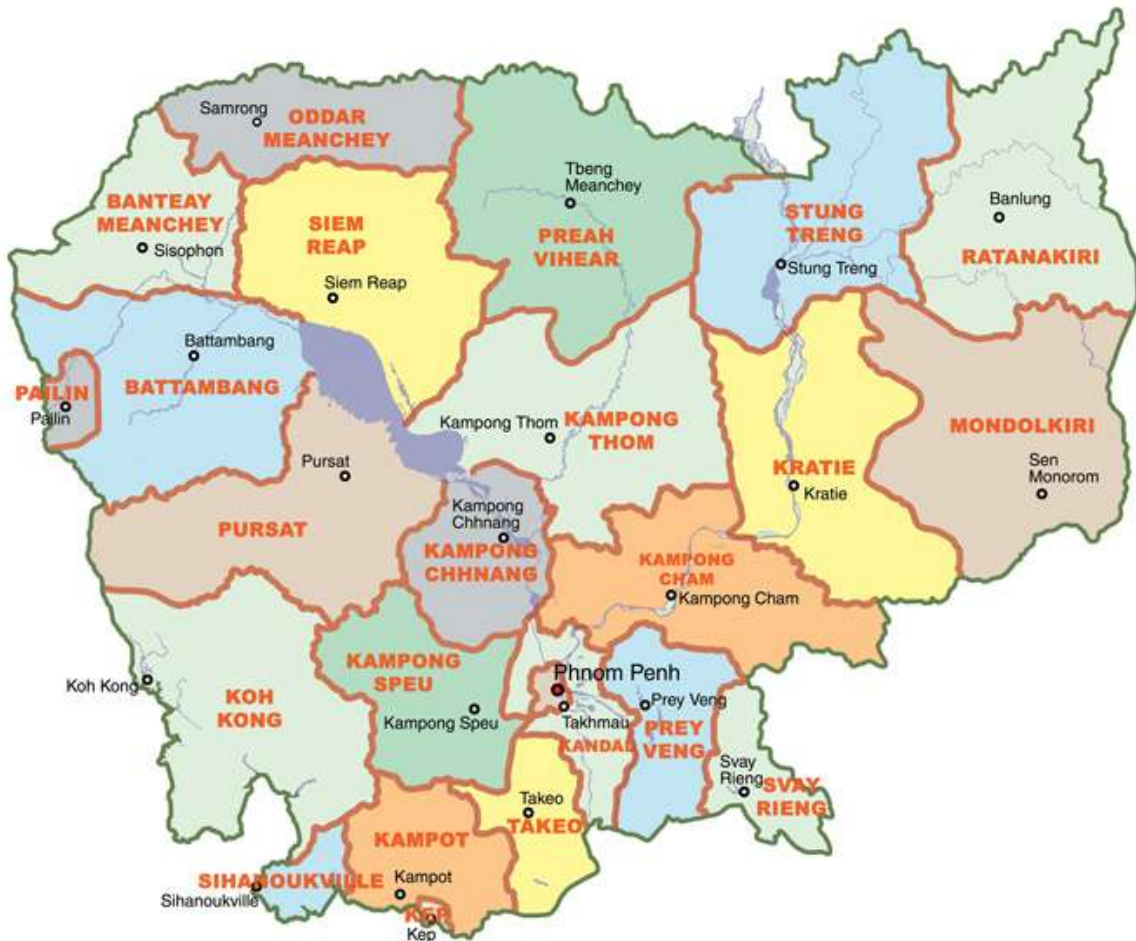 Samrong
ODDAR
MEANCHEY
Tbeng
Meanchey
BANTEAY
MEANCHEY
Sisophon
SIEM
REAP
Siem Reap
PREAH
VIHEAR
STUNG
TRENG
Stung Treng
Banlung
RATANAKIRI
Battambang
BATTAMBANG
PAILIN
Pailin
Kampong Thom
KAMPONG
THOM
MONDOLKIRI
Sen
Monorom
KRATIE
Kratie
Pursat
PURSAT
Kampong
Chhnang
KAMPONG
CHHNANG
KAMPONG
CHAM
Kampong Cham
Koh Kong
KOH
KONG
KAMPONG
SPEU
Kampong Speu
Phnom Penh
Takhmau
KANDAL
Prey Veng
PREY
VENG
Svay
Rieng
SVAY
RIENG
Takeo
TAKEO
KAMPOT
Kampot
SIHANOUKVILLE
Sihanoukville
KEP
Kep